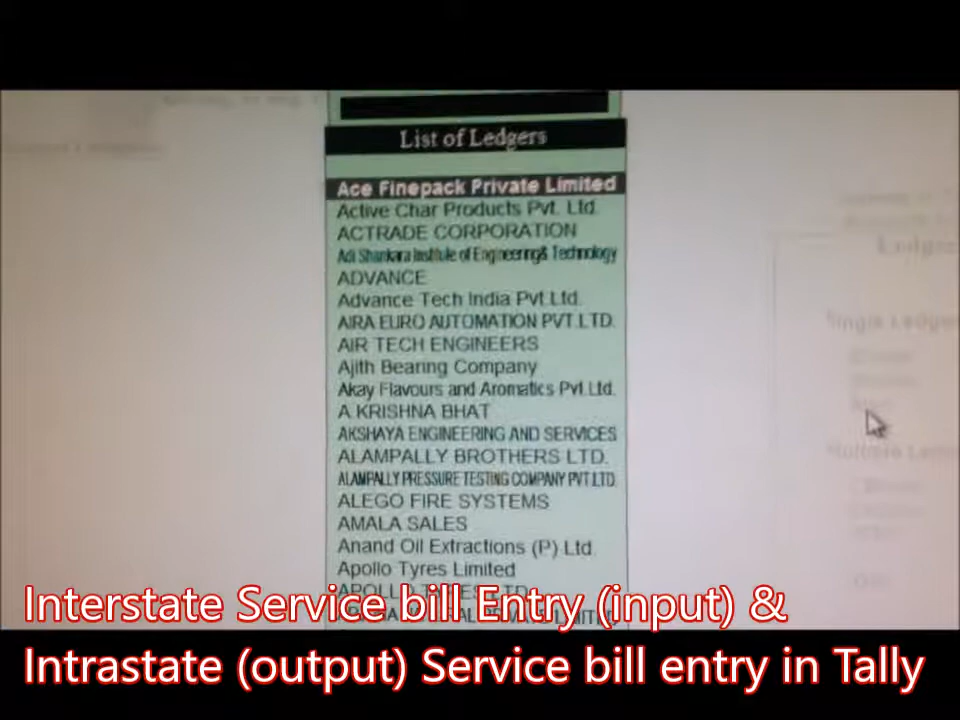 List of Ledgers
Ace Finepack Private Limited
Active Char Products Pvt. Ltd.
ACTRADE CORPORATION
Adi Shankara Institute of Engineering& Technology
ADVANCE
Advance Tech India Pvt.Ltd.
AIRA EURO AUTOMATION PVT.LTD.
AIR TECH ENGINEERS
Ajith Bearing Company
Akay Flavours and Aromatics Pvt.Ltd.
A KRISHNA BHAT
AKSHAYA ENGINEERING AND SERVICES
ALAMPALLY BROTHERS LTD.
ALAMPALLY PRESSURE TESTING COMPANY PVT.LTD.
ALEGO FIRE SYSTEMS
AMALA SALES
Anand Oil Extractions (P) Ltd.
Apollo Tyres Limited
Single Ledger
Interstate Service bill Entry (input) &
Intrastate (output) Service bill entry in Tally